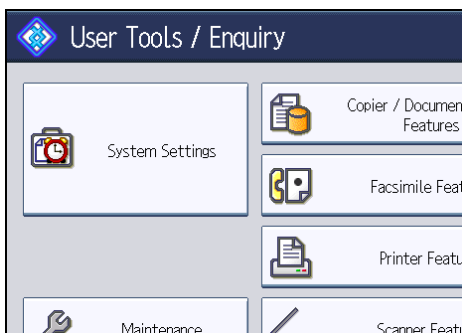 User Tools / Enquiry
System Settings
Copier / Documen
Features
Facsimile Feat
Printer Featu
Maintenance
Scanner Featu